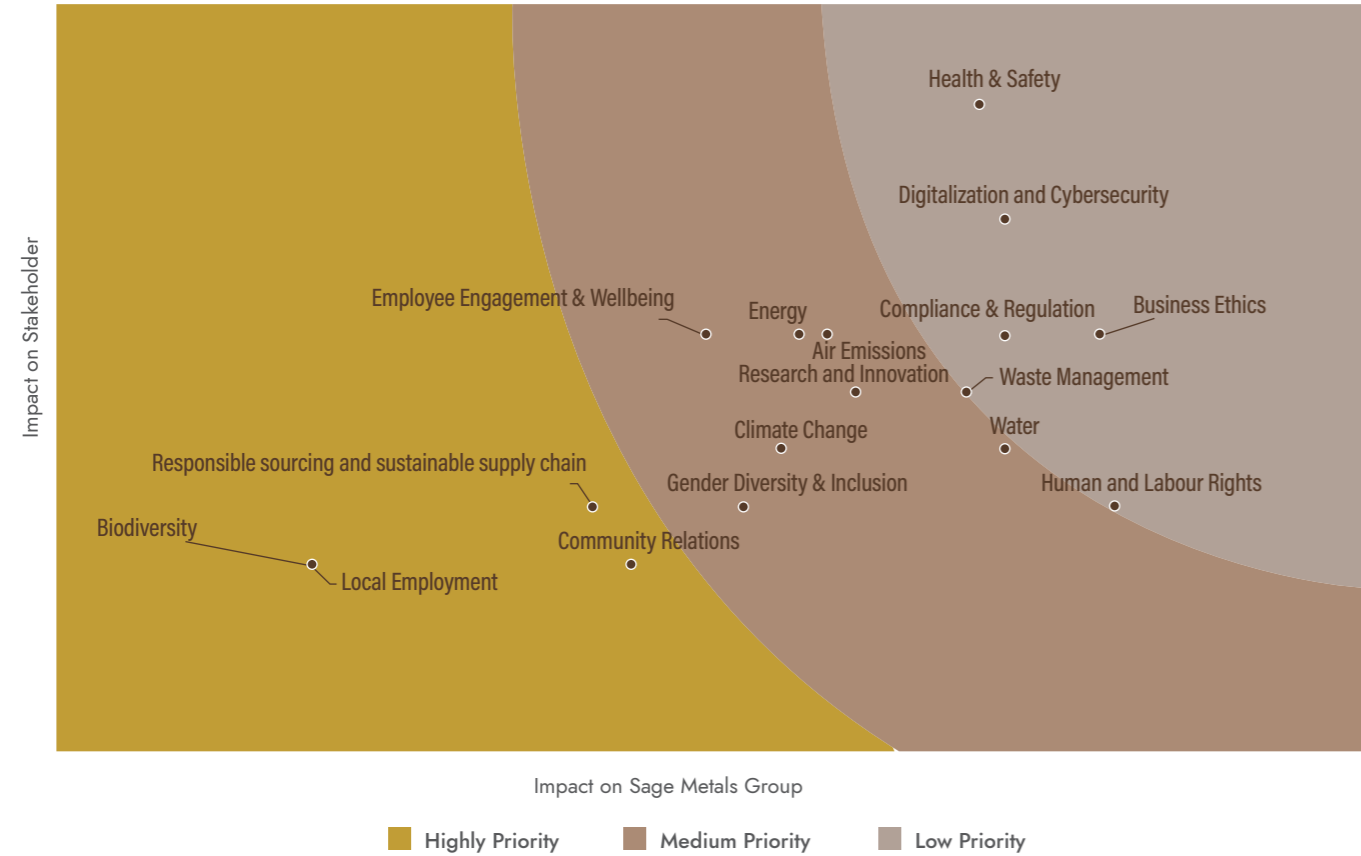 Health & Safety
Digitalization and Cybersecurity
Employee Engagement & Wellbeing
Energy
Compliance & Regulation
Business Ethics
Air Emissions
Research and Innovation
Waste Management
Climate Change
Water
Responsible sourcing and sustainable supply chain
Gender Diversity & Inclusion
Human and Labour Rights
Biodiversity
Community Relations
Local Employment
Impact on Stakeholder
Impact on Sage Metals Group
Highly Priority
Medium Priority
Low Priority